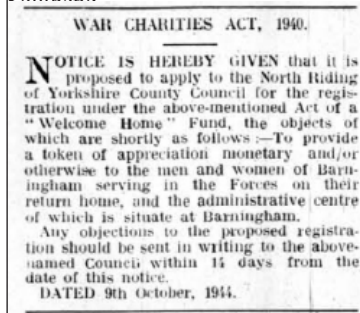 WAR CHARITIES ACT, 1940.
NOTICE IS HEREBY GIVEN that it is
proposed to apply to the North Riding
of Yorkshire County Council for the regis-
tration under the above-mentioned Act of a
"Welcome Home" Fund, the objects of
which are shortly as follows:—To provide
a token of appreciation monetary and/or
otherwise to the men and women of Barn-
ingham serving in the Forces on their
return home, and the administrative centre
of which is situate at Barningham.
Any objections to the proposed registra-
tion should be sent in writing to the above-
named Council within 14 days from the
date of this notice.
DATED 9th October, 1944.